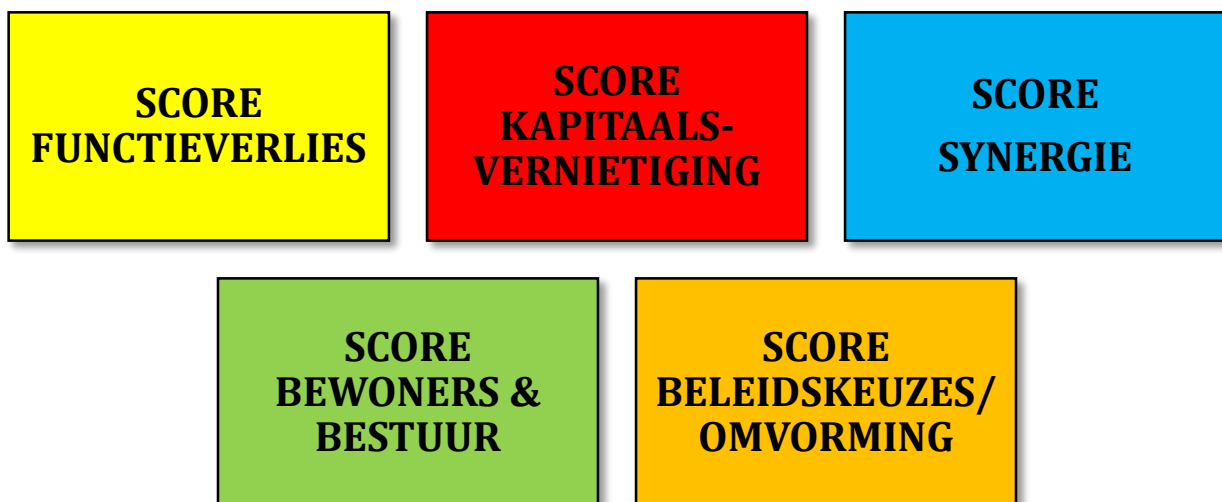 SCORE
FUNCTIEVERLIES
SCORE
KAPITAALS-
VERNIETIGING
SCORE
SYNERGIE
SCORE
BEWONERS &
BESTUUR
SCORE
BELEIDSKEUZES/
OMVORMING